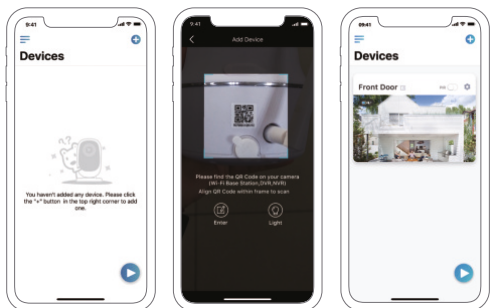 9:41
Devices
You haven't added any device. Please click
the "+" button in the top right corner to add
one.
9:41
Add Device
Please find the QR Code on your camera
(Wi-Fi Base Station,DVR,NVR)
Align QR Code within frame to scan
Enter
Light
09:41
Devices
Front Door